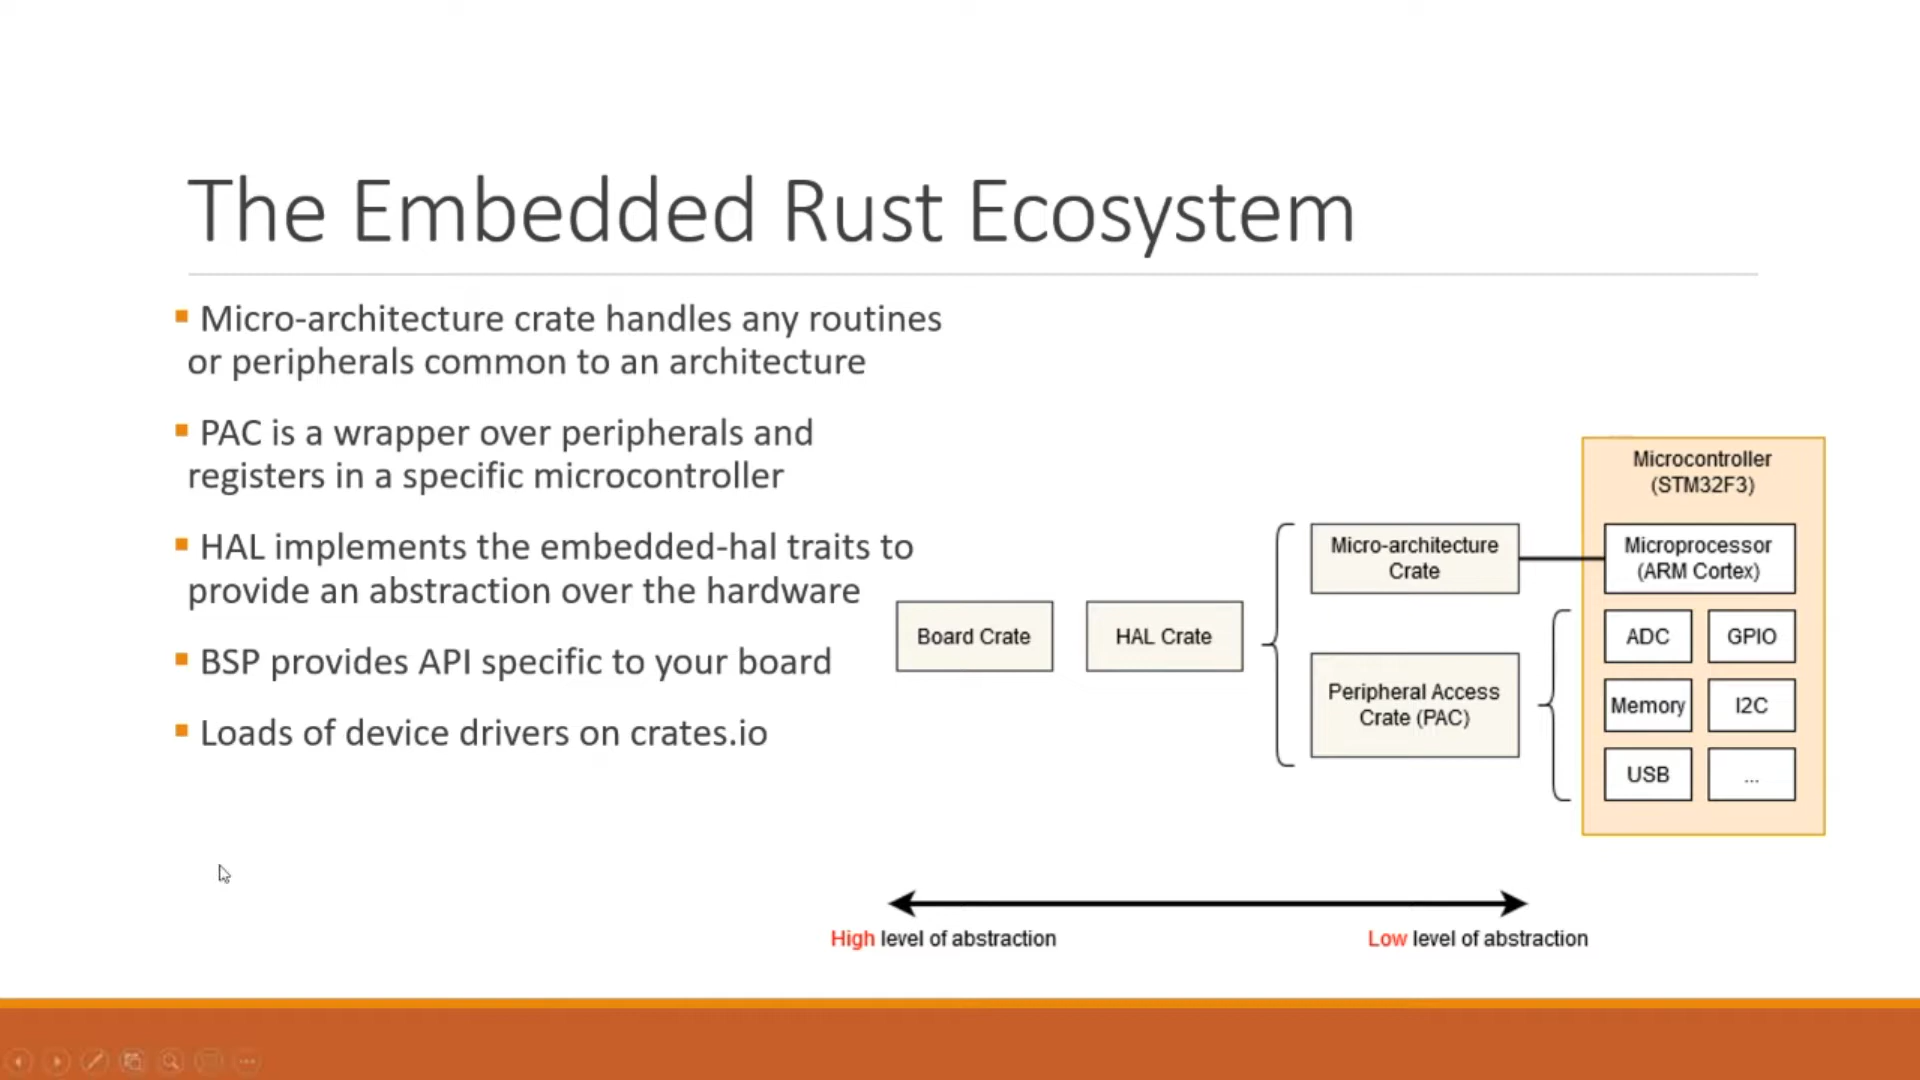 The Embedded Rust Ecosystem
Micro-architecture crate handles any routines
or peripherals common to an architecture
PAC is a wrapper over peripherals and
registers in a specific microcontroller
HAL implements the embedded-hal traits to
provide an abstraction over the hardware
BSP provides API specific to your board
Loads of device drivers on crates.io
Board Crate
HAL Crate
Micro-architecture
Crate
Peripheral Access
Crate (PAC)
Microcontroller
(STM32F3)
Microprocessor
(ARM Cortex)
ADC
GPIO
Memory
I2C
USB
...
High level of abstraction
Low level of abstraction